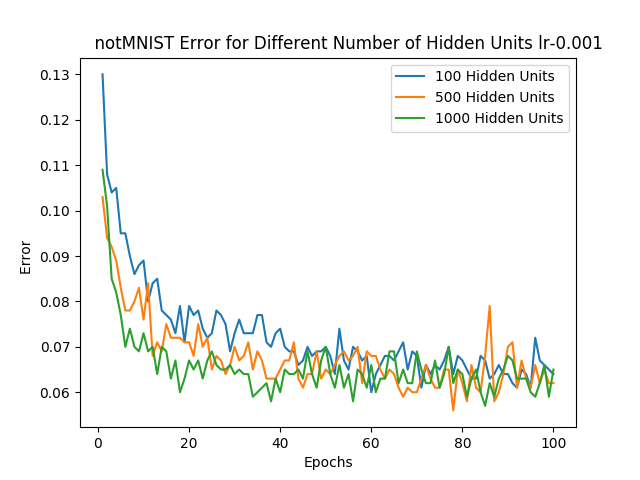 notMNIST Error for Different Number of Hidden Units lr-0.001
100 Hidden Units
500 Hidden Units
1000 Hidden Units
Error
0.13
0.12
0.11
0.10
0.09
0.08
0.07
0.06
0 20 40 60 80 100
Epochs